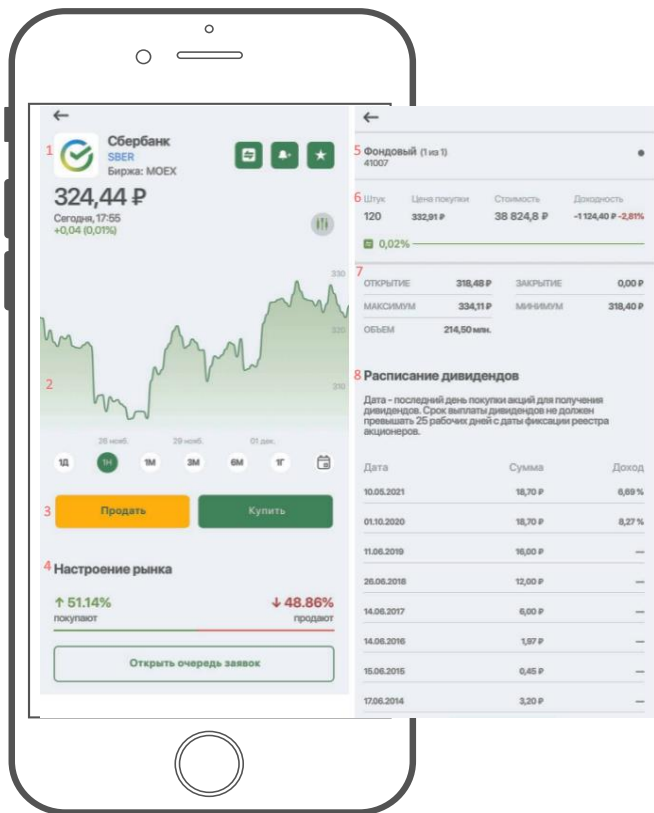 1
Сбербанк
SBER
Биржа: MOEX
324,44 ₽
Сегодня, 17:55
+0,04 (0,01%)
330
320
2
310
28 нояб. 29 нояб. 01 дек.
1Д 1Н 1М 3М 6М 1Г
3
Продать Купить
4 Настроение рынка
↑ 51.14% ↓ 48.86%
покупают продают
Открыть очередь заявок
5 Фондовый (1 из 1)
41007
6 Штук Цена покупки Стоимость Доходность
120 332,91 ₽ 38 824,8 ₽ -1 124,40 ₽ -2,81%
0,02%
7
ОТКРЫТИЕ 318,48 ₽ ЗАКРЫТИЕ 0,00 ₽
МАКСИМУМ 334,11 ₽ МИНИМУМ 318,40 ₽
ОБЪЕМ 214,50 млн.
8 Расписание дивидендов
Дата – последний день покупки акций для получения
дивидендов. Срок выплаты дивидендов не должен
превышать 25 рабочих дней с даты фиксации реестра
акционеров.
Дата Сумма Доход
10.05.2021 18,70 ₽ 6,69 %
01.10.2020 18,70 ₽ 8,27 %
11.06.2019 16,00 ₽ —
26.06.2018 12,00 ₽ —
14.06.2017 6,00 ₽ —
14.06.2016 1,97 ₽ —
15.06.2015 0,45 ₽ —
17.06.2014 3,20 ₽ —